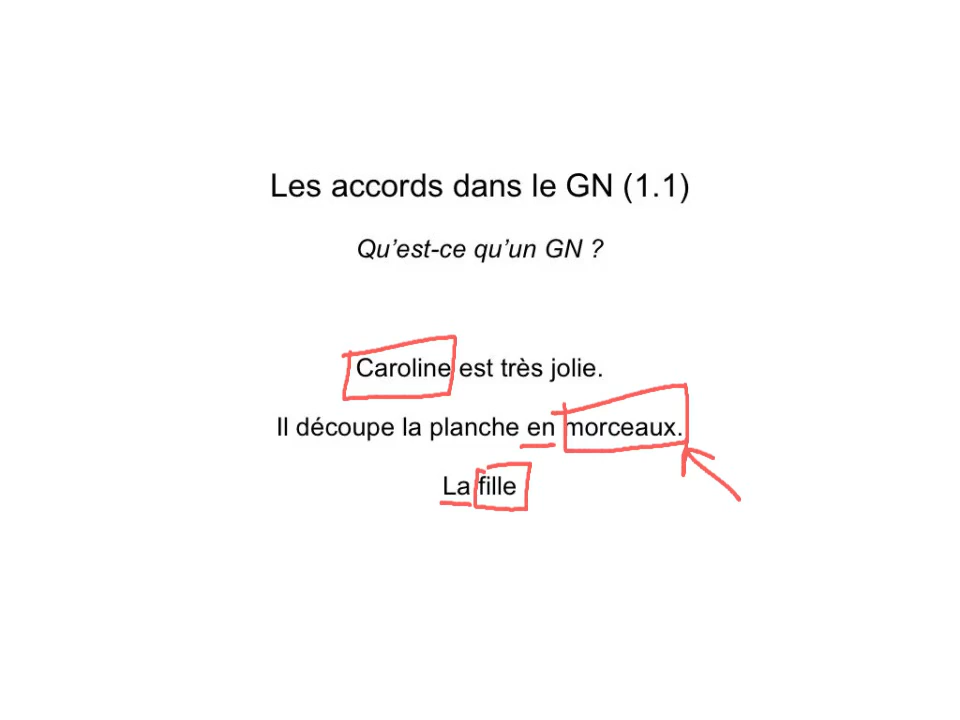 Les accords dans le GN (1.1)
Qu’est-ce qu’un GN ?
Caroline est très jolie.
Il découpe la planche en morceaux.
La fille